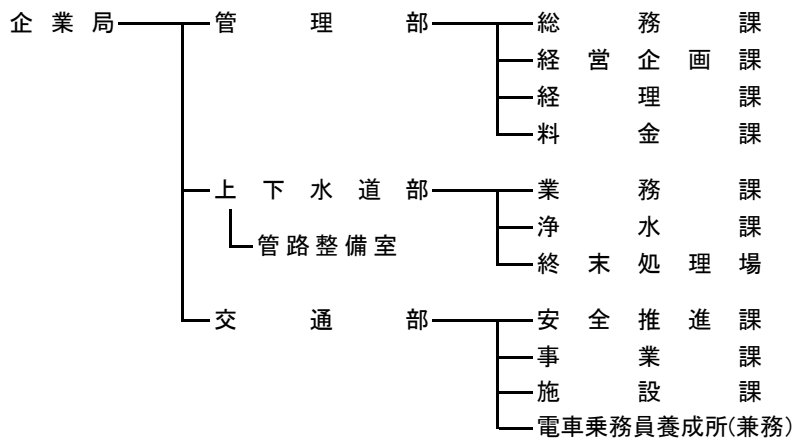 企業局 管理部 総務課
経営企画課
経理課
料金課
上下水道部 業務課
浄水課
管路整備室
終末処理場
交通部 安全推進課
事業課
施設課
電車乗務員養成所(兼務)